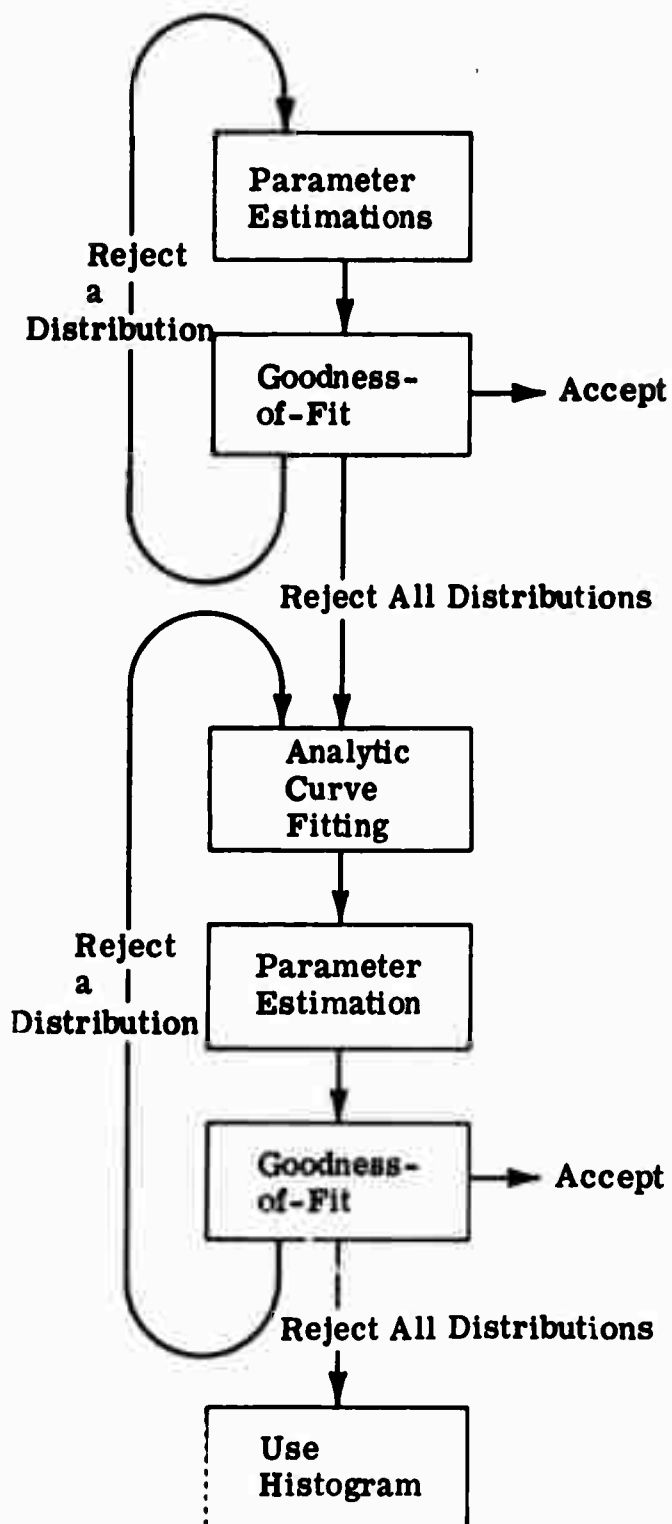 Parameter
Estimations
Reject
a
Distribution
Goodness-
of-Fit
Accept
Reject All Distributions
Analytic
Curve
Fitting
Reject
a
Distribution
Parameter
Estimation
Goodness-
of-Fit
Accept
Reject All Distributions
Use
Histogram